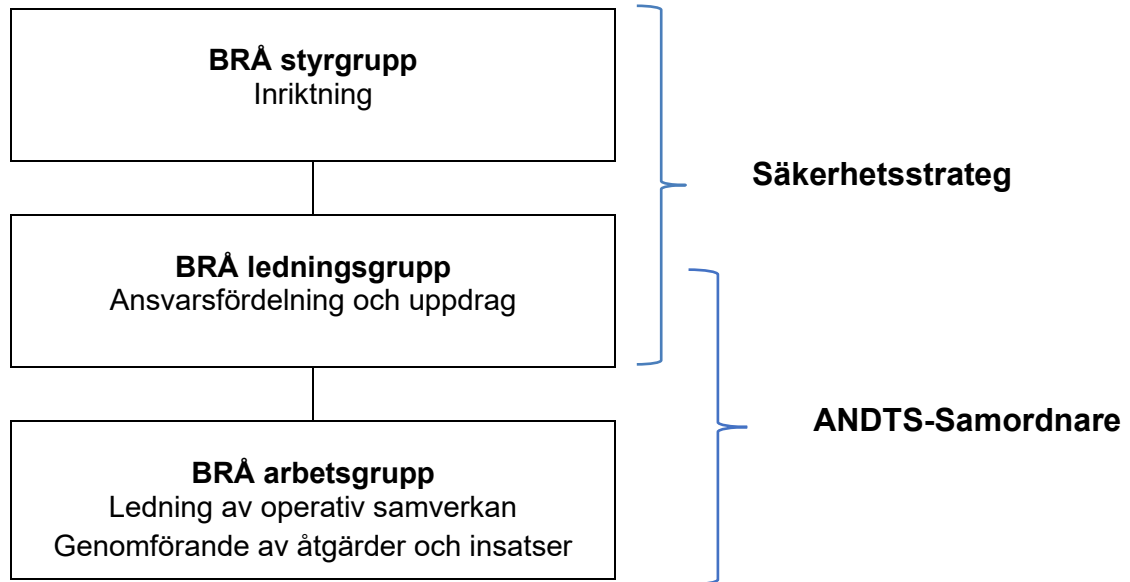 BRÅ styrgrupp
Inriktning
Säkerhetsstrateg
BRÅ ledningsgrupp
Ansvarsfördelning och uppdrag
ANDTS-Samordnare
BRÅ arbetsgrupp
Ledning av operativ samverkan
Genomförande av åtgärder och insatser